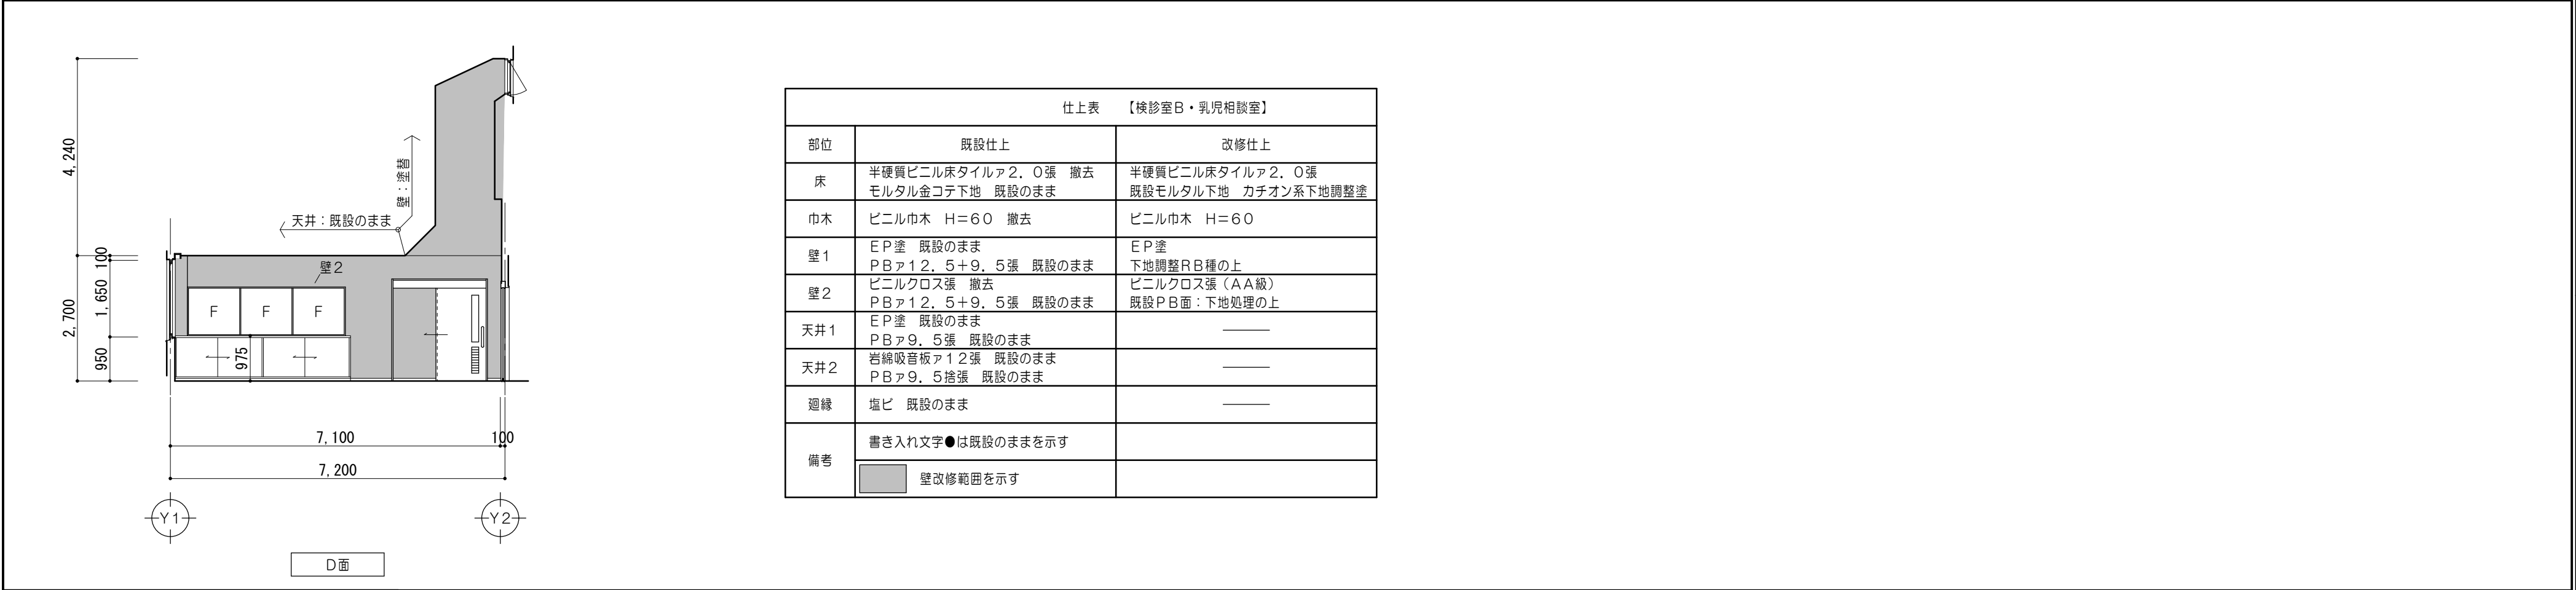 4,240
2,700
1,650
100
950
975
壁：塗替
天井：既設のまま
壁２
Ｆ
Ｆ
Ｆ
7,100
100
7,200
Ｙ１
Ｙ２
Ｄ面
仕上表　【検診室Ｂ・乳児相談室】
部位　既設仕上　改修仕上
床
半硬質ビニル床タイルァ２．０張　撤去
モルタル金コテ下地　既設のまま
半硬質ビニル床タイルァ２．０張
既設モルタル下地　カチオン系下地調整塗
巾木
ビニル巾木　Ｈ＝６０　撤去
ビニル巾木　Ｈ＝６０
壁１
ＥＰ塗　既設のまま
ＰＢァ１２．５＋９．５張　既設のまま
ＥＰ塗
下地調整ＲＢ種の上
壁２
ビニルクロス張　撤去
ＰＢァ１２．５＋９．５張　既設のまま
ビニルクロス張（ＡＡ級）
既設ＰＢ面：下地処理の上
天井１
ＥＰ塗　既設のまま
ＰＢァ９．５張　既設のまま
天井２
岩綿吸音板ァ１２張　既設のまま
ＰＢァ９．５捨張　既設のまま
廻縁
塩ビ　既設のまま
備考
書き入れ文字●は既設のままを示す
壁改修範囲を示す